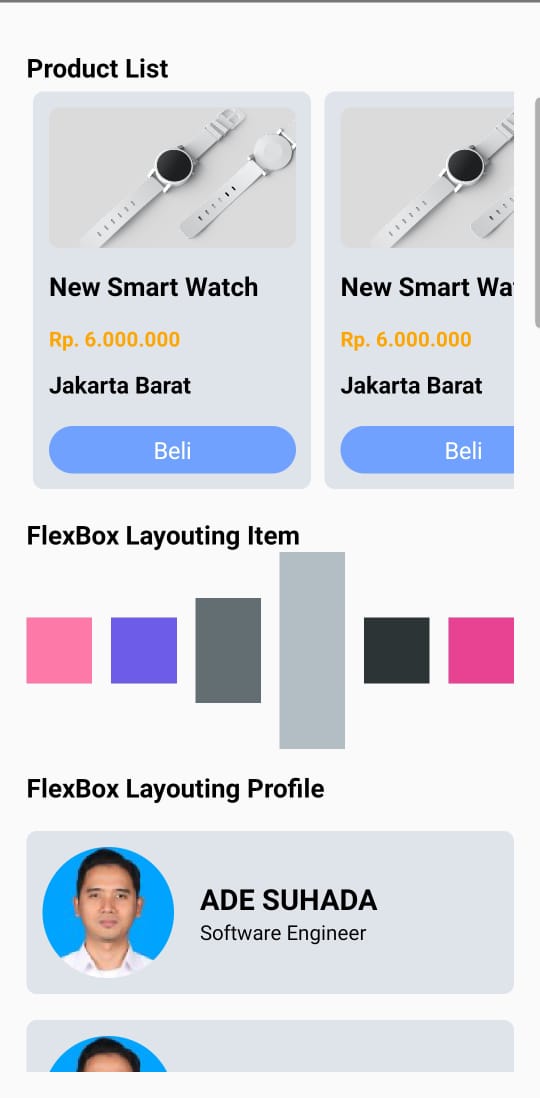 Product List
New Smart Watch
Rp. 6.000.000
Jakarta Barat
Beli
New Smart Wat
Rp. 6.000.000
Jakarta Barat
Beli
FlexBox Layouting Item
FlexBox Layouting Profile
ADE SUHADA
Software Engineer